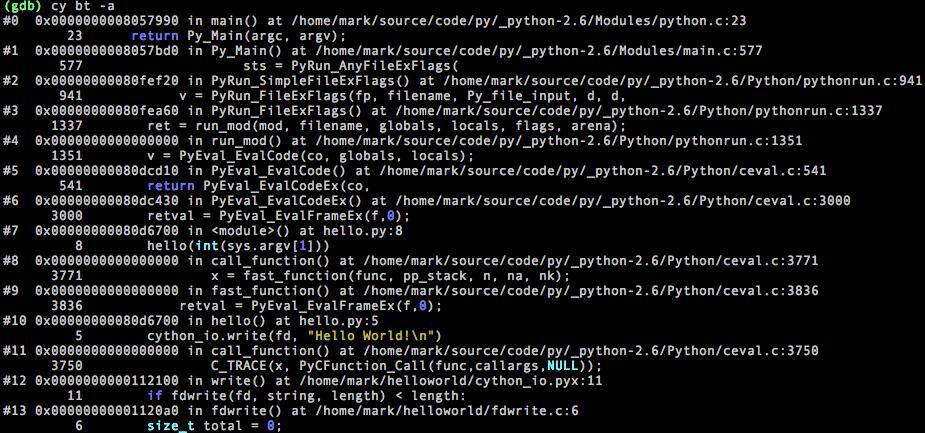 (gdb) cy bt -a
#0  0x0000000008057990 in main() at /home/mark/source/code/py/_python-2.6/Modules/python.c:23
        23      return Py_Main(argc, argv);
#1  0x0000000008057bd0 in Py_Main() at /home/mark/source/code/py/_python-2.6/Modules/main.c:577
       577                  sts = PyRun_AnyFileExFlags(
#2  0x00000000080fef20 in PyRun_SimpleFileExFlags() at /home/mark/source/code/py/_python-2.6/Python/pythonrun.c:941
       941            v = PyRun_FileExFlags(fp, filename, Py_file_input, d, d,
#3  0x00000000080fea60 in PyRun_FileExFlags() at /home/mark/source/code/py/_python-2.6/Python/pythonrun.c:1337
      1337        ret = run_mod(mod, filename, globals, locals, flags, arena);
#4  0x0000000000000000 in run_mod() at /home/mark/source/code/py/_python-2.6/Python/pythonrun.c:1351
      1351        v = PyEval_EvalCode(co, globals, locals);
#5  0x00000000080dcd10 in PyEval_EvalCode() at /home/mark/source/code/py/_python-2.6/Python/ceval.c:541
       541        return PyEval_EvalCodeEx(co,
#6  0x00000000080dc430 in PyEval_EvalCodeEx() at /home/mark/source/code/py/_python-2.6/Python/ceval.c:3000
      3000        retval = PyEval_EvalFrameEx(f,0);
#7  0x00000000080d6700 in <module>() at hello.py:8
         8        hello(int(sys.argv[1]))
#8  0x0000000000000000 in call_function() at /home/mark/source/code/py/_python-2.6/Python/ceval.c:3771
      3771                x = fast_function(func, pp_stack, n, na, nk);
#9  0x0000000000000000 in fast_function() at /home/mark/source/code/py/_python-2.6/Python/ceval.c:3836
      3836            retval = PyEval_EvalFrameEx(f,0);
#10 0x00000000080d6700 in hello() at hello.py:5
         5        cython_io.write(fd, "Hello World!\n")
#11 0x0000000000000000 in call_function() at /home/mark/source/code/py/_python-2.6/Python/ceval.c:3750
      3750                C_TRACE(x, PyCFunction_Call(func,callargs,NULL));
#12 0x0000000000112100 in write() at /home/mark/helloworld/cython_io.pyx:11
        11        if fdwrite(fd, string, length) < length:
#13 0x00000000001120a0 in fdwrite() at /home/mark/helloworld/fdwrite.c:6
         6        size_t total = 0;